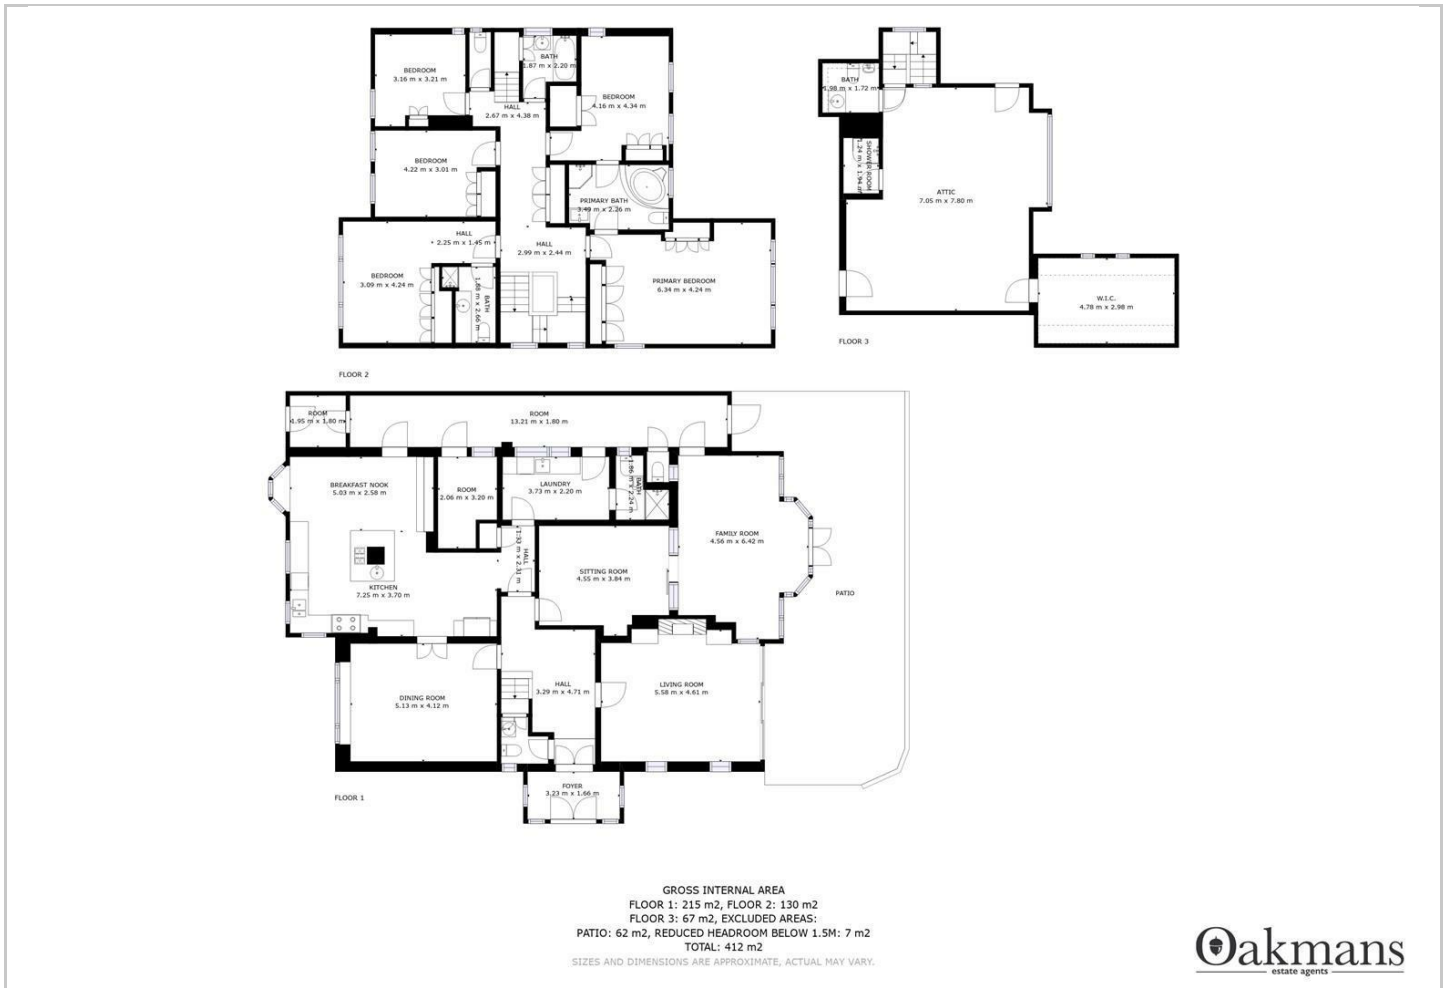 BEDROOM
3.16 m x 3.21 m
BATH
1.87 m x 2.20 m
HALL
2.67 m x 4.38 m
BEDROOM
4.16 m x 4.34 m
BEDROOM
4.22 m x 3.01 m
PRIMARY BATH
3.43 m x 2.26 m
HALL
2.25 m x 1.45 m
HALL
2.99 m x 2.44 m
BEDROOM
3.09 m x 4.24 m
BATH
1.88 m x 2.66 m
PRIMARY BEDROOM
6.34 m x 4.24 m
FLOOR 2
BATH
1.98 m x 1.72 m
SHOWER ROOM
1.24 m x 1.94 m
ATTIC
7.05 m x 7.80 m
W.I.C.
4.78 m x 2.98 m
FLOOR 3
ROOM
1.95 m x 1.80 m
ROOM
13.21 m x 1.80 m
BREAKFAST NOOK
5.03 m x 2.58 m
ROOM
2.06 m x 3.20 m
LAUNDRY
3.73 m x 2.20 m
BATH
1.86 m x 2.24 m
FAMILY ROOM
4.56 m x 6.42 m
HALL
1.33 m x 2.31 m
SITTING ROOM
4.55 m x 3.84 m
KITCHEN
7.25 m x 3.70 m
PATIO
DINING ROOM
5.13 m x 4.12 m
HALL
3.29 m x 4.71 m
LIVING ROOM
5.58 m x 4.61 m
FOYER
3.23 m x 1.66 m
FLOOR 1
GROSS INTERNAL AREA
FLOOR 1: 215 m2, FLOOR 2: 130 m2
FLOOR 3: 67 m2, EXCLUDED AREAS:
PATIO: 62 m2, REDUCED HEADROOM BELOW 1.5M: 7 m2
TOTAL: 412 m2
SIZES AND DIMENSIONS ARE APPROXIMATE, ACTUAL MAY VARY.
Oakmans
estate agents